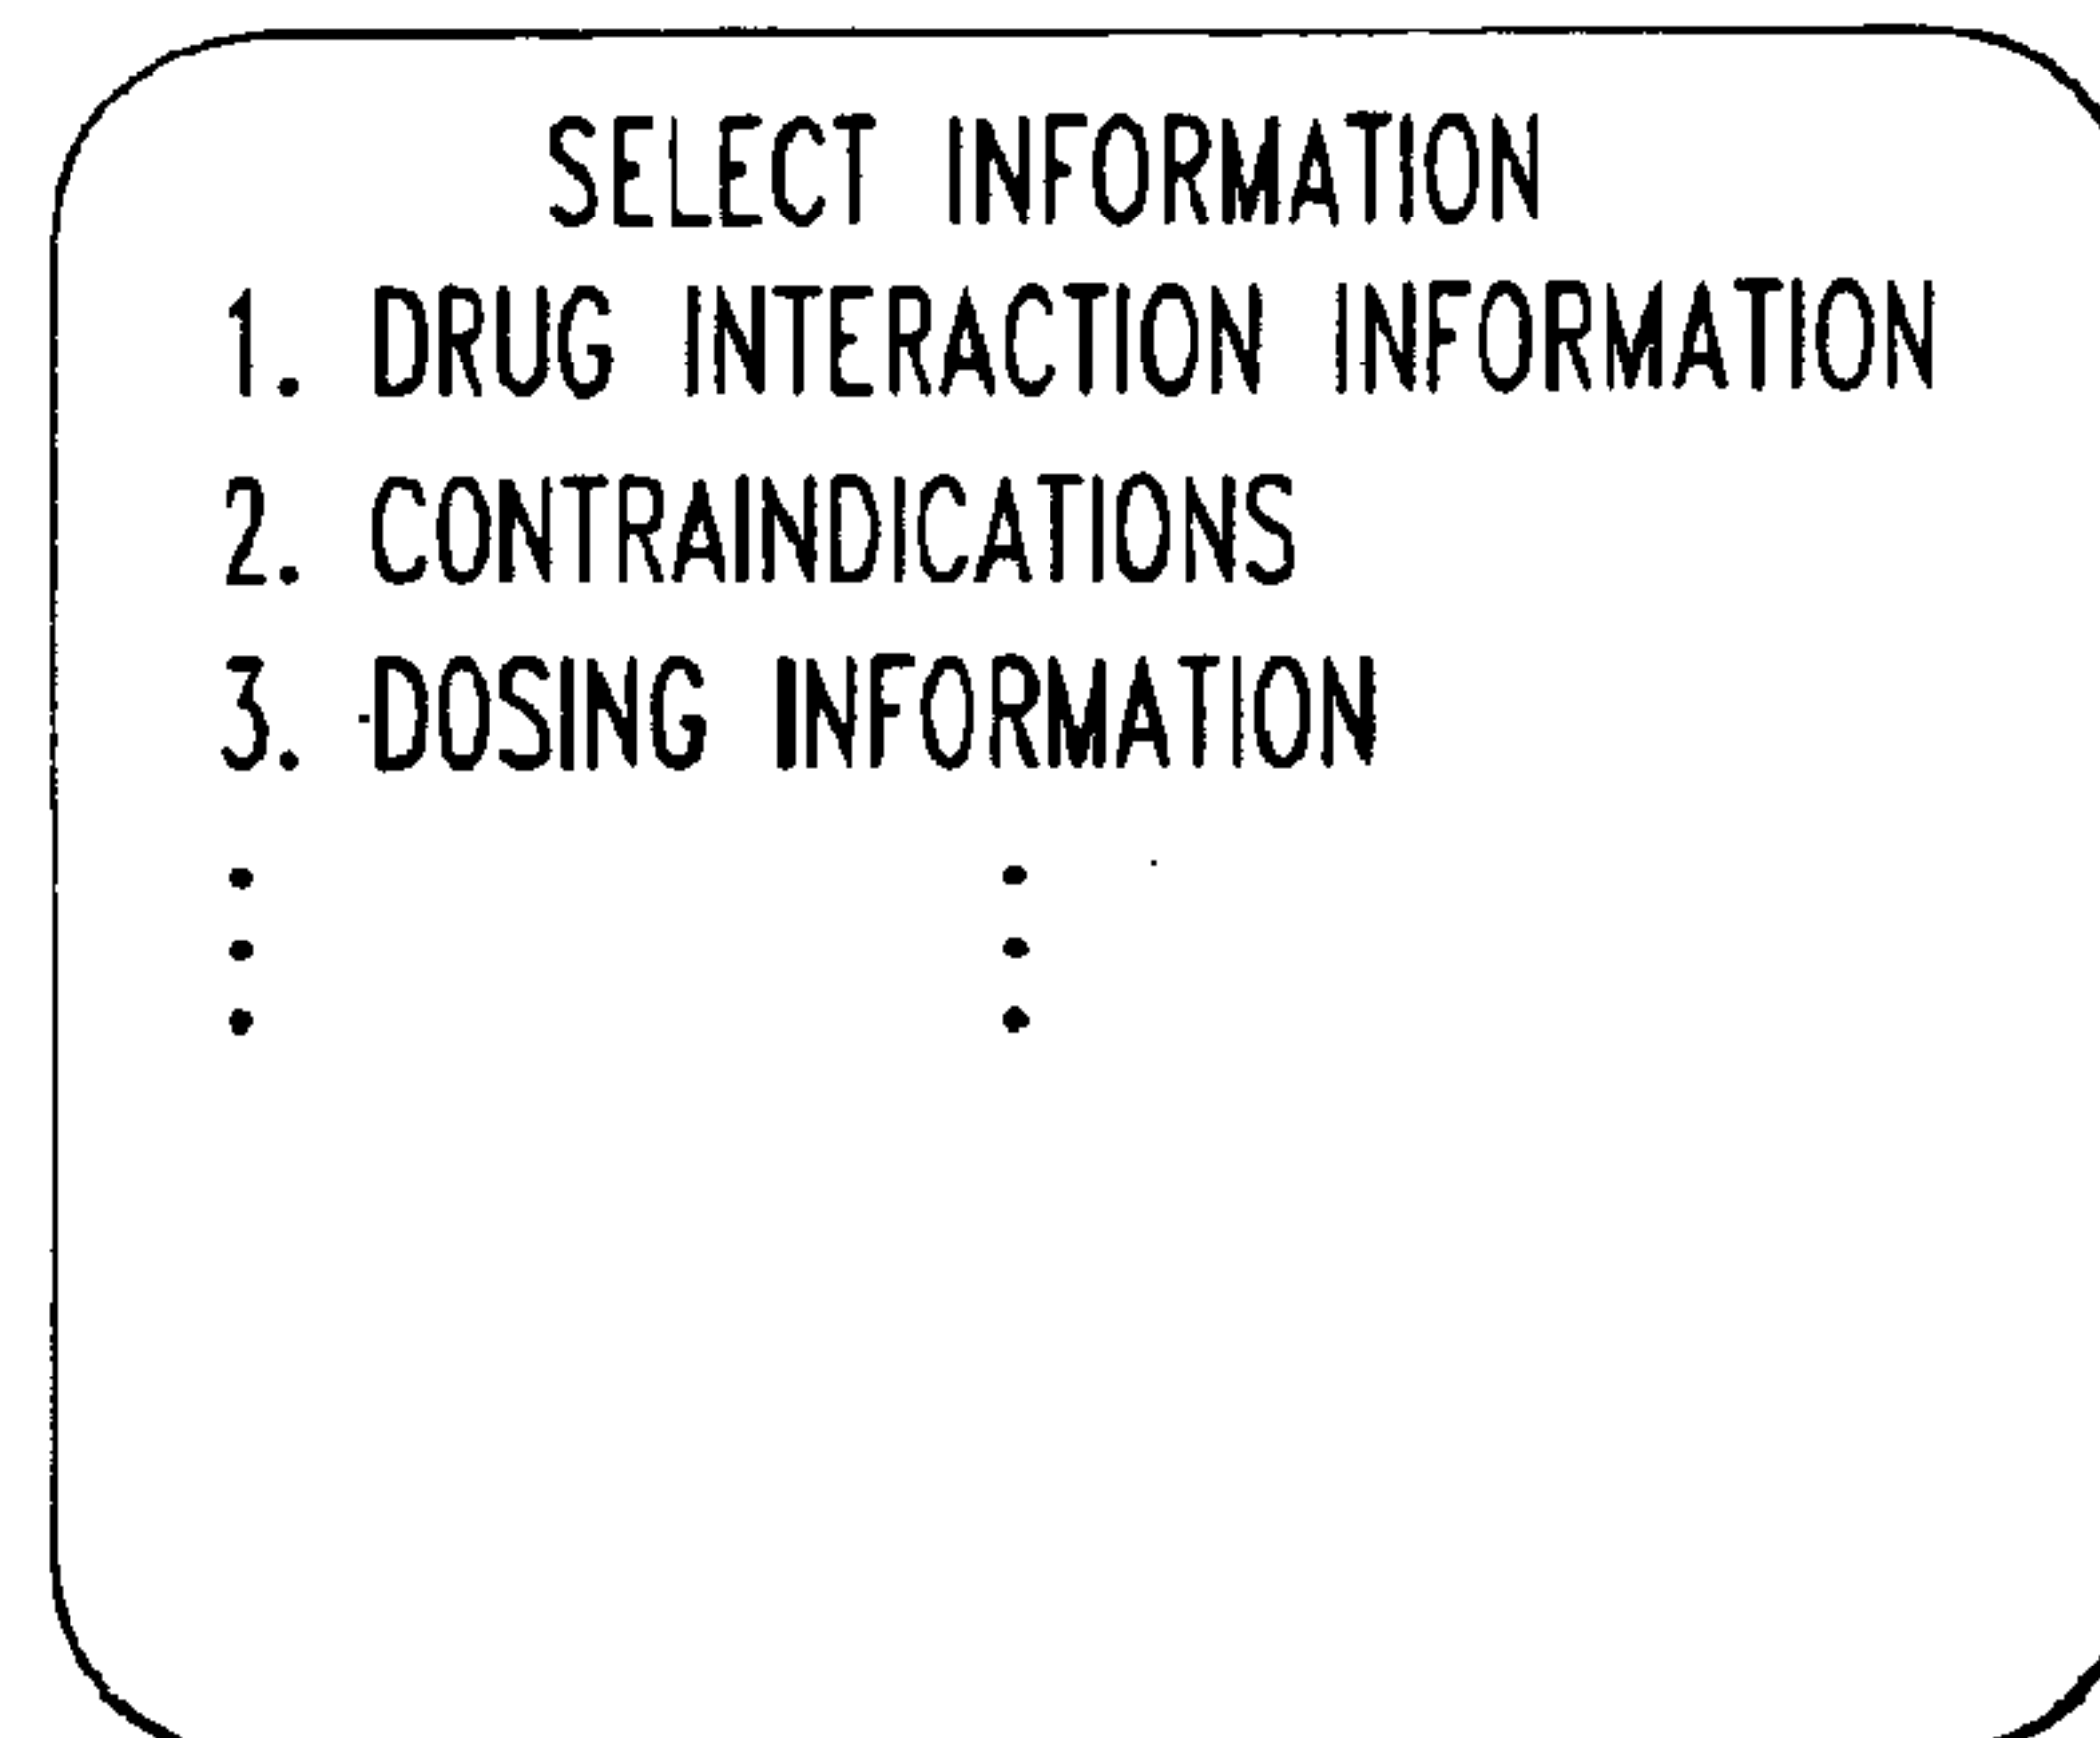 SELECT INFORMATION
1. DRUG INTERACTION INFORMATION
2. CONTRAINDICATIONS
3. DOSING INFORMATION